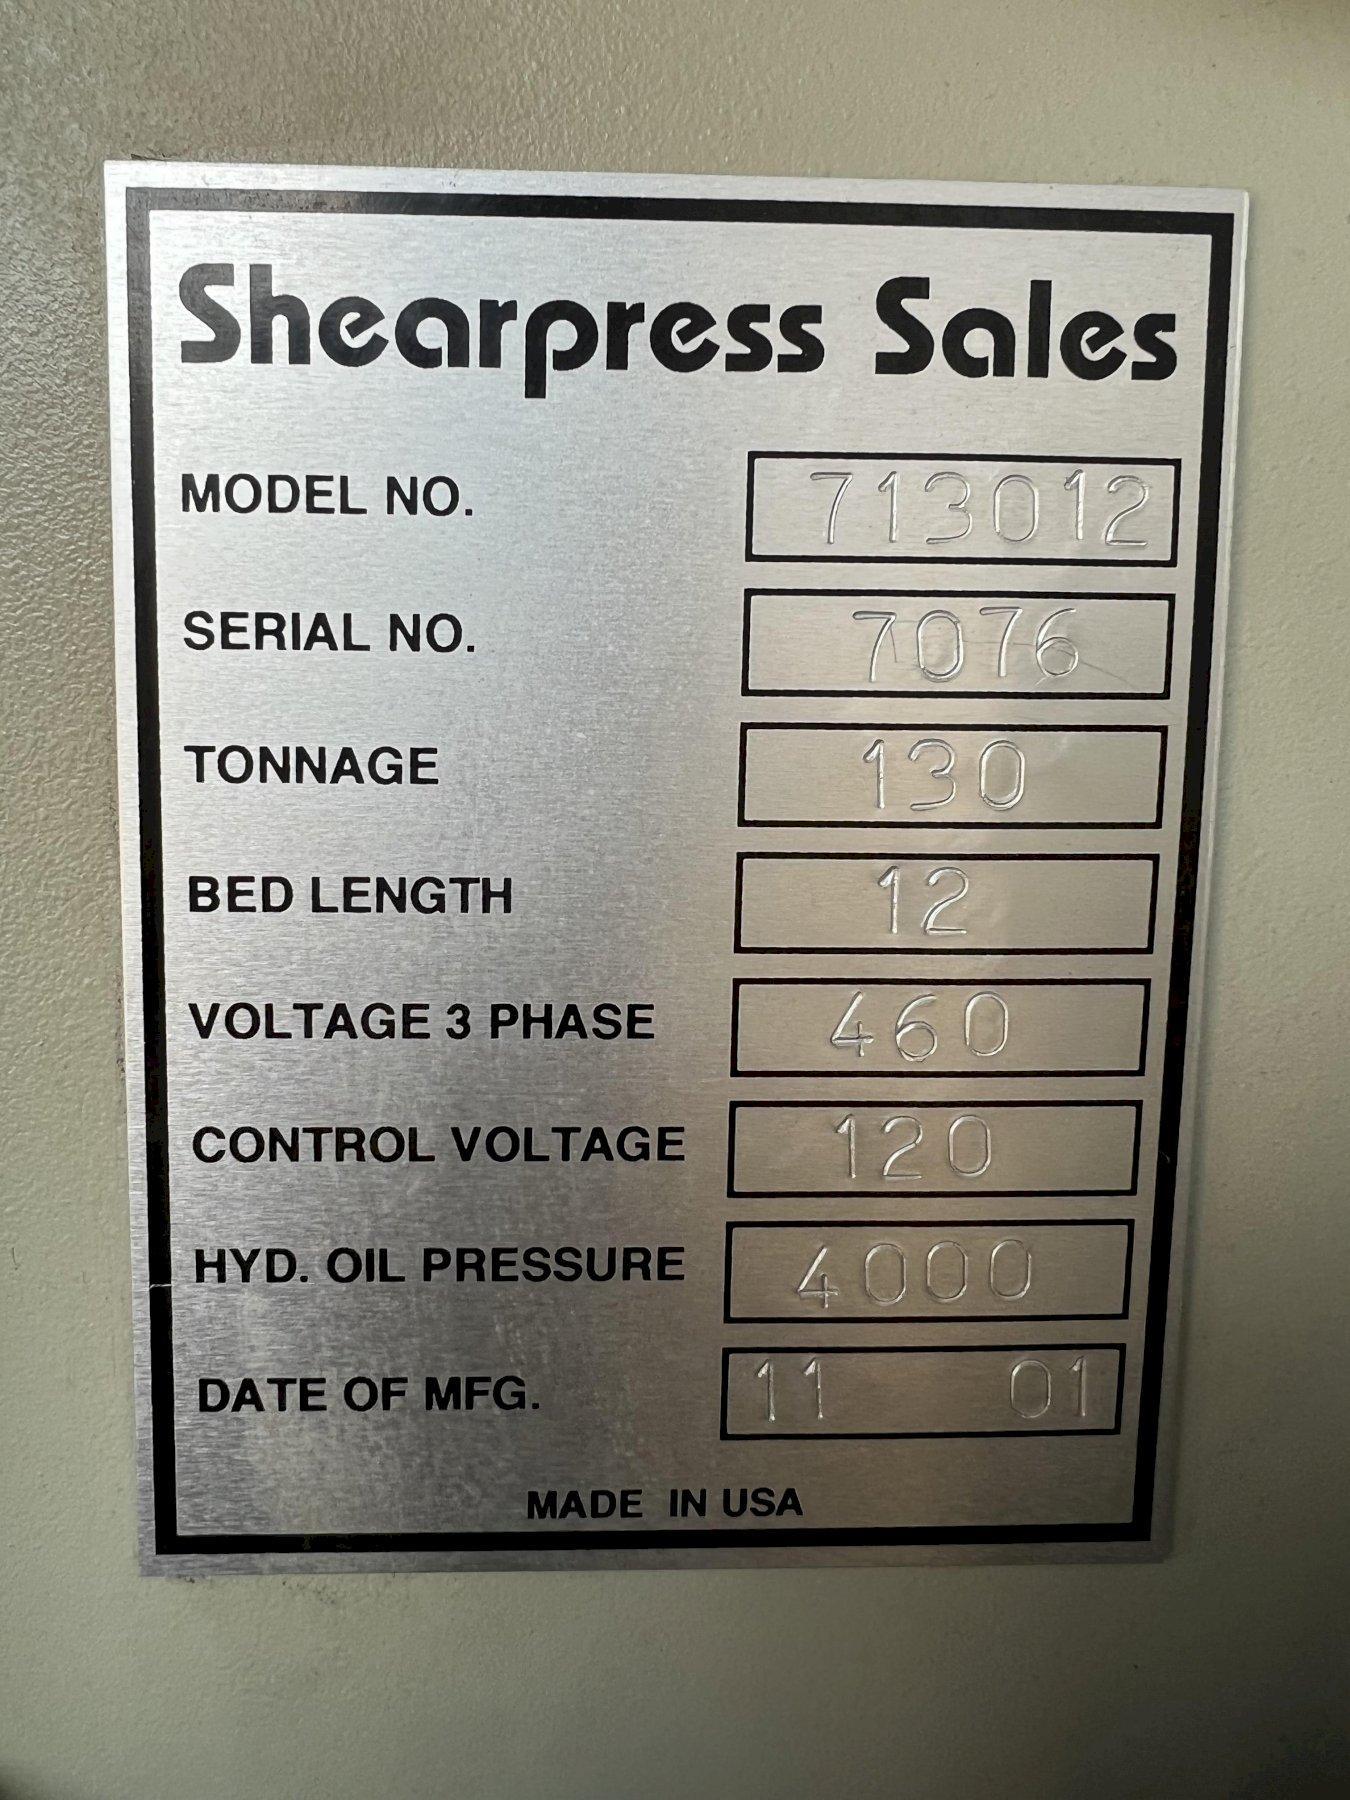 Shearpress Sales
MODEL NO. 713012
SERIAL NO. 7076
TONNAGE 130
BED LENGTH 12
VOLTAGE 3 PHASE 460
CONTROL VOLTAGE 120
HYD. OIL PRESSURE 4000
DATE OF MFG. 11 01
MADE IN USA